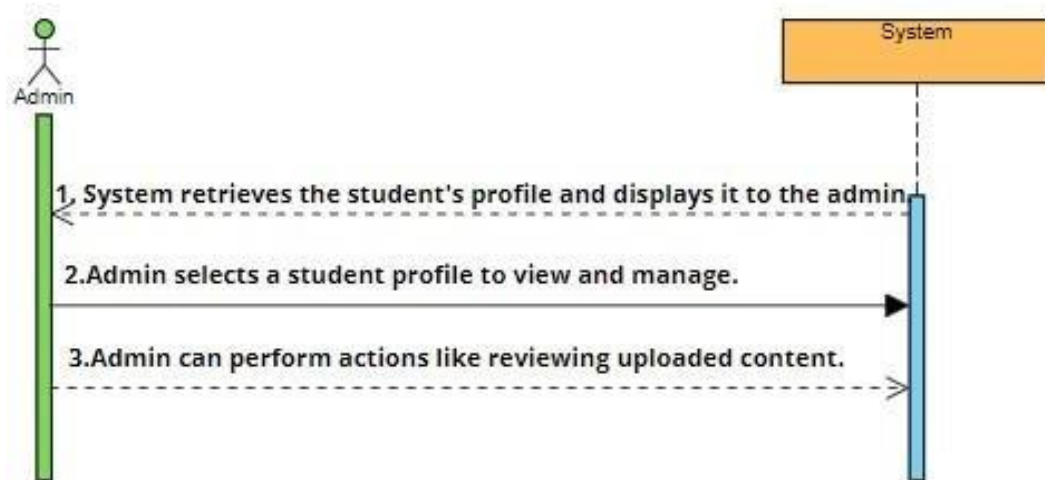 System
Admin
1. System retrieves the student's profile and displays it to the admin.
2.Admin selects a student profile to view and manage.
3.Admin can perform actions like reviewing uploaded content.